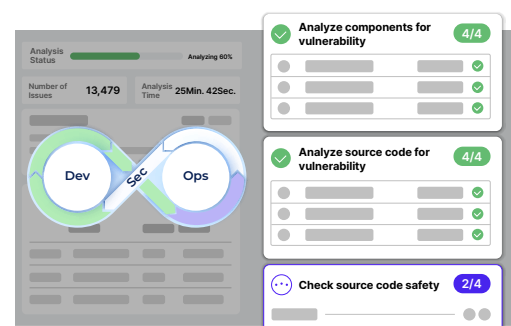 Analysis
Status
Analyzing 60%
Number of
Issues
13,479
Analysis
Time
25Min. 42Sec.
Dev
Sec
Ops
Analyze components for
vulnerability
4/4
Analyze source code for
vulnerability
4/4
Check source code safety
2/4